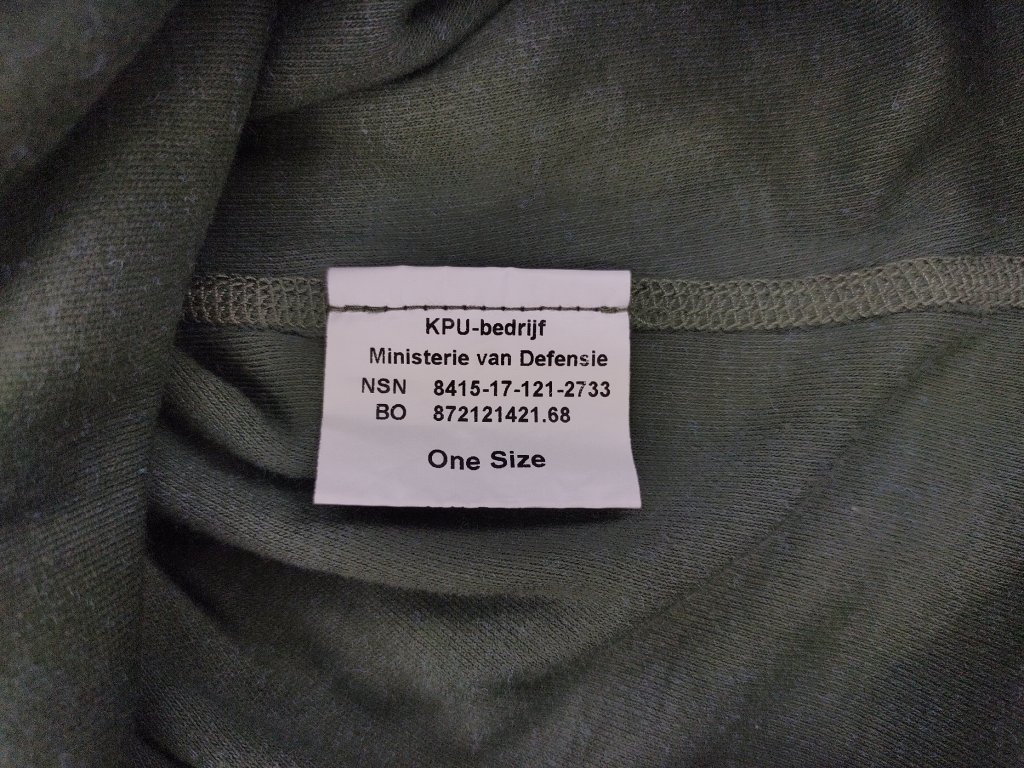 KPU-bedrijf
Ministerie van Defensie
NSN 8415-17-121-2733
BO 872121421.68
One Size